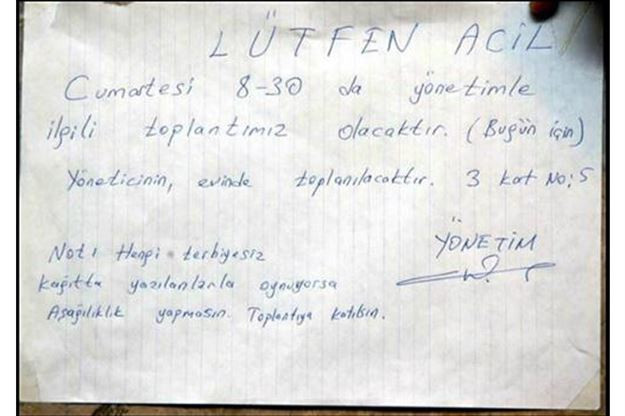 LÜTFEN ACİL
Cumartesi 8-30 da yönetimle
ilgili toplantımız olacaktır. (Bugün için)
Yöneticinin, evinde toplanılacaktır. 3 kat No: 5
YÖNETİM
Not: Hangi terbiyesiz
kağıtta yazılanlarla oynuyorsa
Aşağılıklık yapmasın. Toplantıya katılsın.